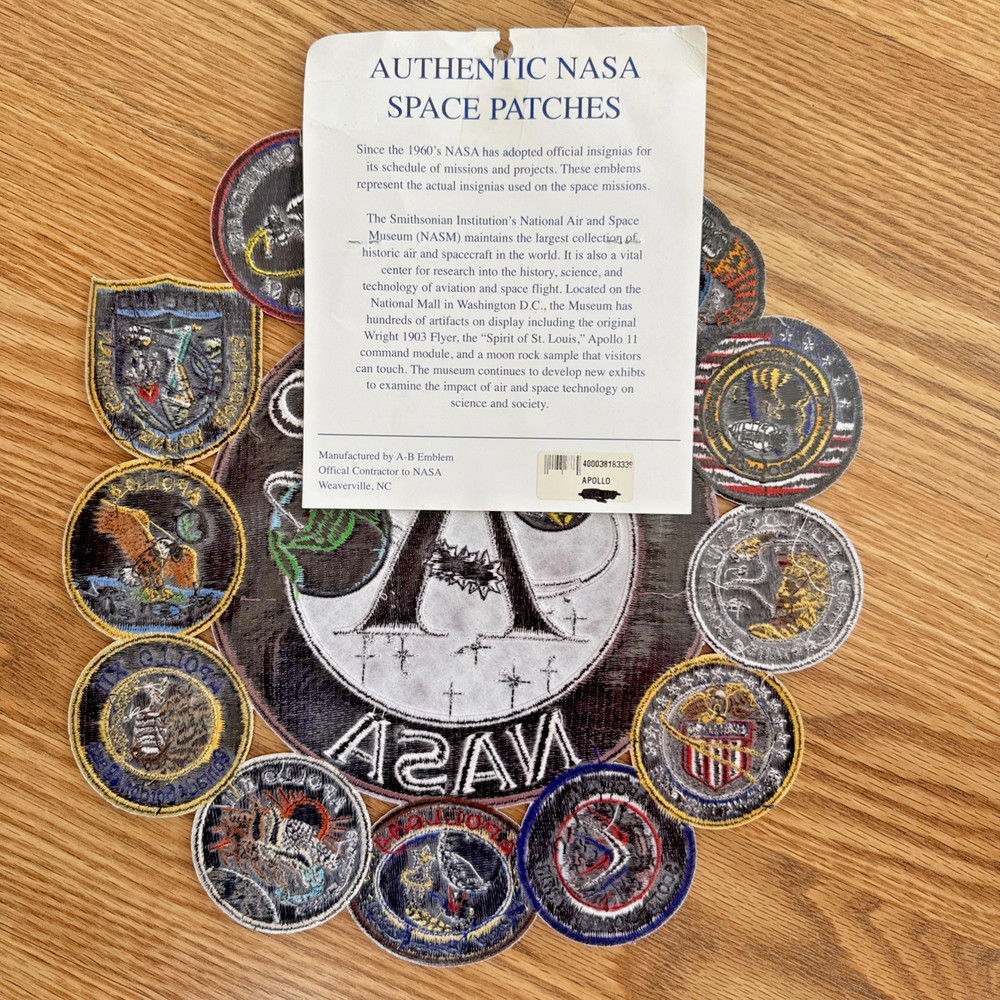 AUTHENTIC NASA
SPACE PATCHES
Since the 1960's NASA has adopted official insignias for
its schedule of missions and projects. These emblems
represent the actual insignias used on the space missions.
The Smithsonian Institution's National Air and Space
Museum (NASM) maintains the largest collection of
historic air and spacecraft in the world. It is also a vital
center for research into the history, science, and
technology of aviation and space flight. Located on the
National Mall in Washington D.C., the Museum has
hundreds of artifacts on display including the original
Wright 1903 Flyer, the “Spirit of St. Louis,” Apollo 11
command module, and a moon rock sample that visitors
can touch. The museum continues to develop new exhibts
to examine the impact of air and space technology on
science and society.
Manufactured by A-B Emblem
Offical Contractor to NASA
Weaverville, NC
400038163339
APOLLO
NASA
APOLLO
APOLLO XII
APOLLO